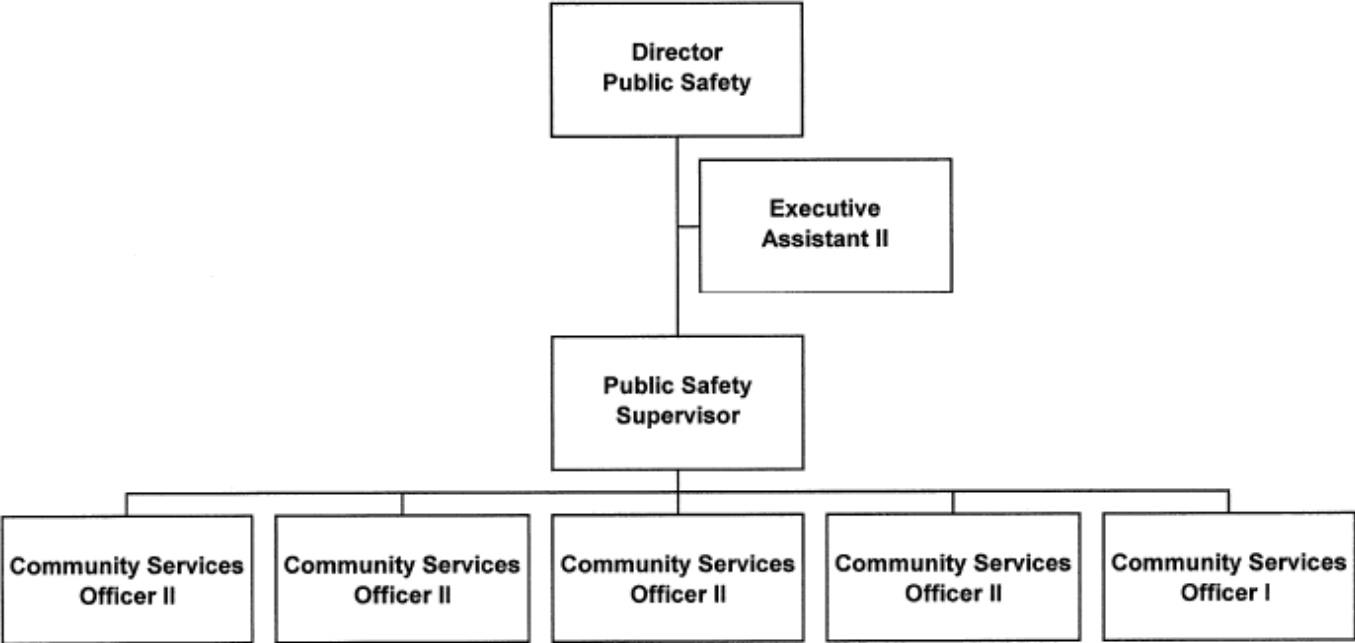 Director
Public Safety
Executive
Assistant II
Public Safety
Supervisor
Community Services
Officer II
Community Services
Officer II
Community Services
Officer II
Community Services
Officer II
Community Services
Officer I